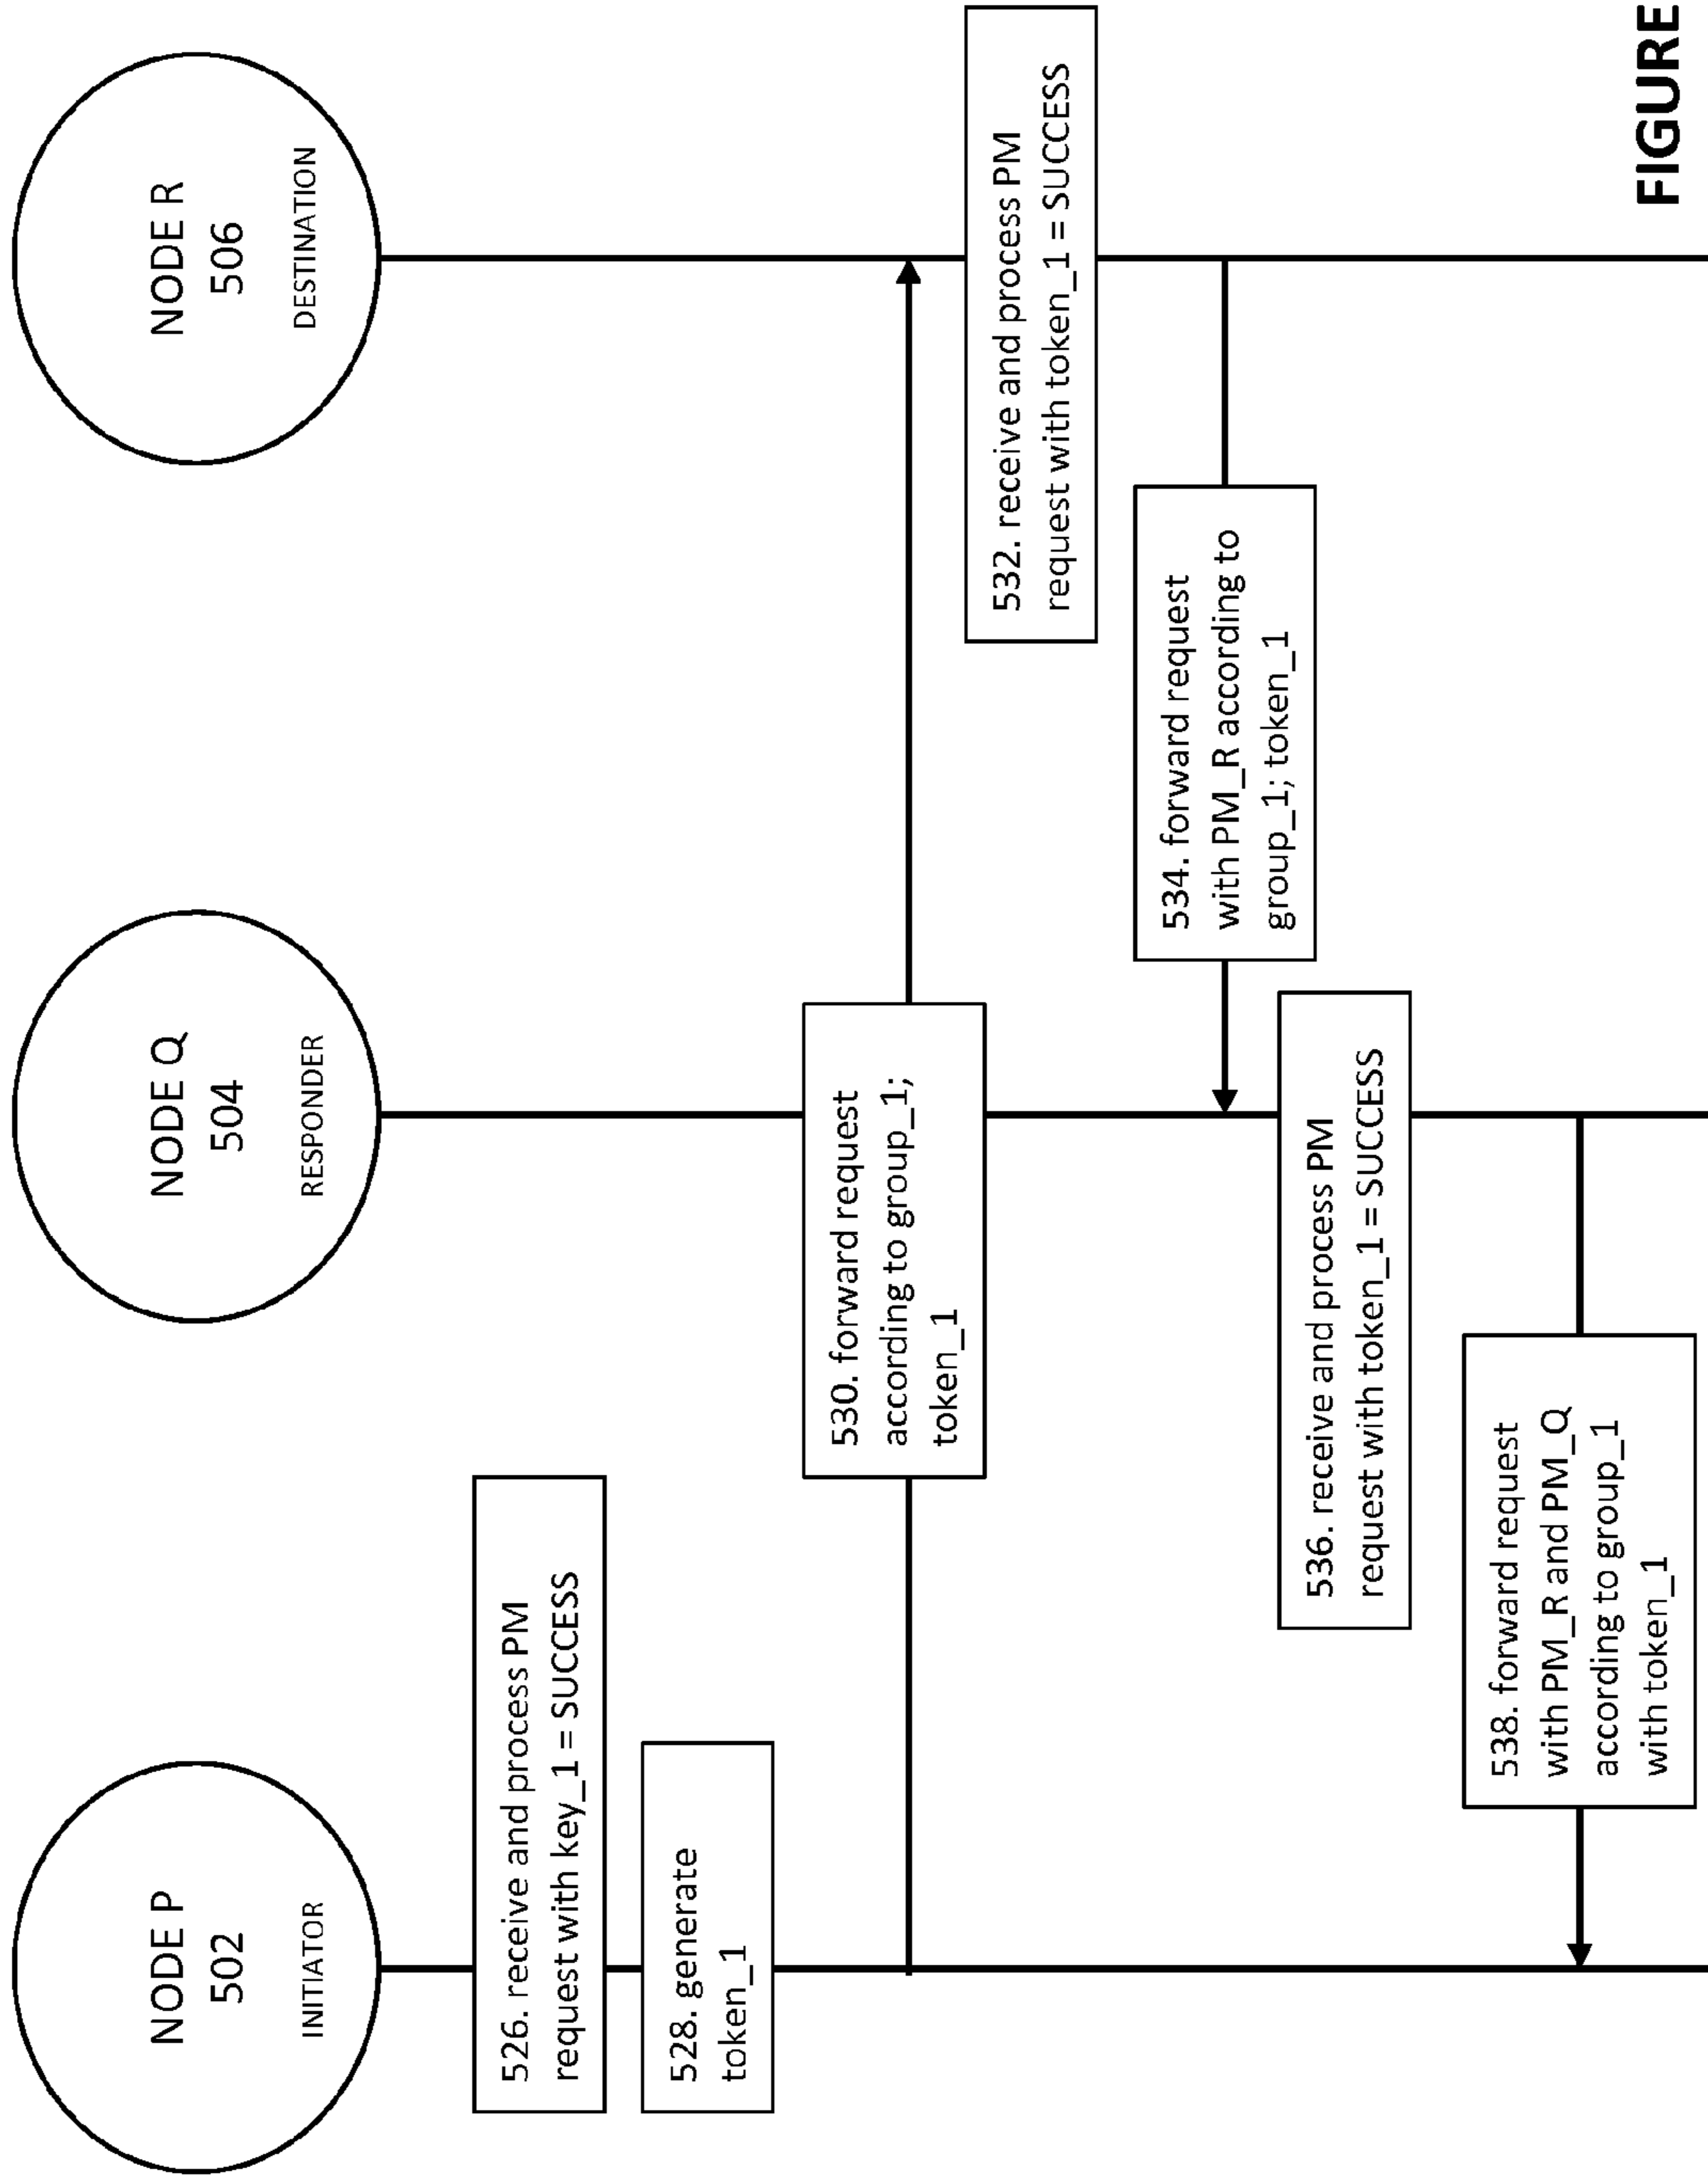 NODE P
502
INITIATOR
NODE Q
504
RESPONDER
NODE R
506
DESTINATION
526. receive and process PM
request with key_1 = SUCCESS
528. generate
token_1
530. forward request
according to group_1;
token_1
532. receive and process PM
request with token_1 = SUCCESS
534. forward request
with PM_R according to
group_1; token_1
536. receive and process PM
request with token_1 = SUCCESS
538. forward request
with PM_R and PM_Q
according to group_1
with token_1
FIGURE